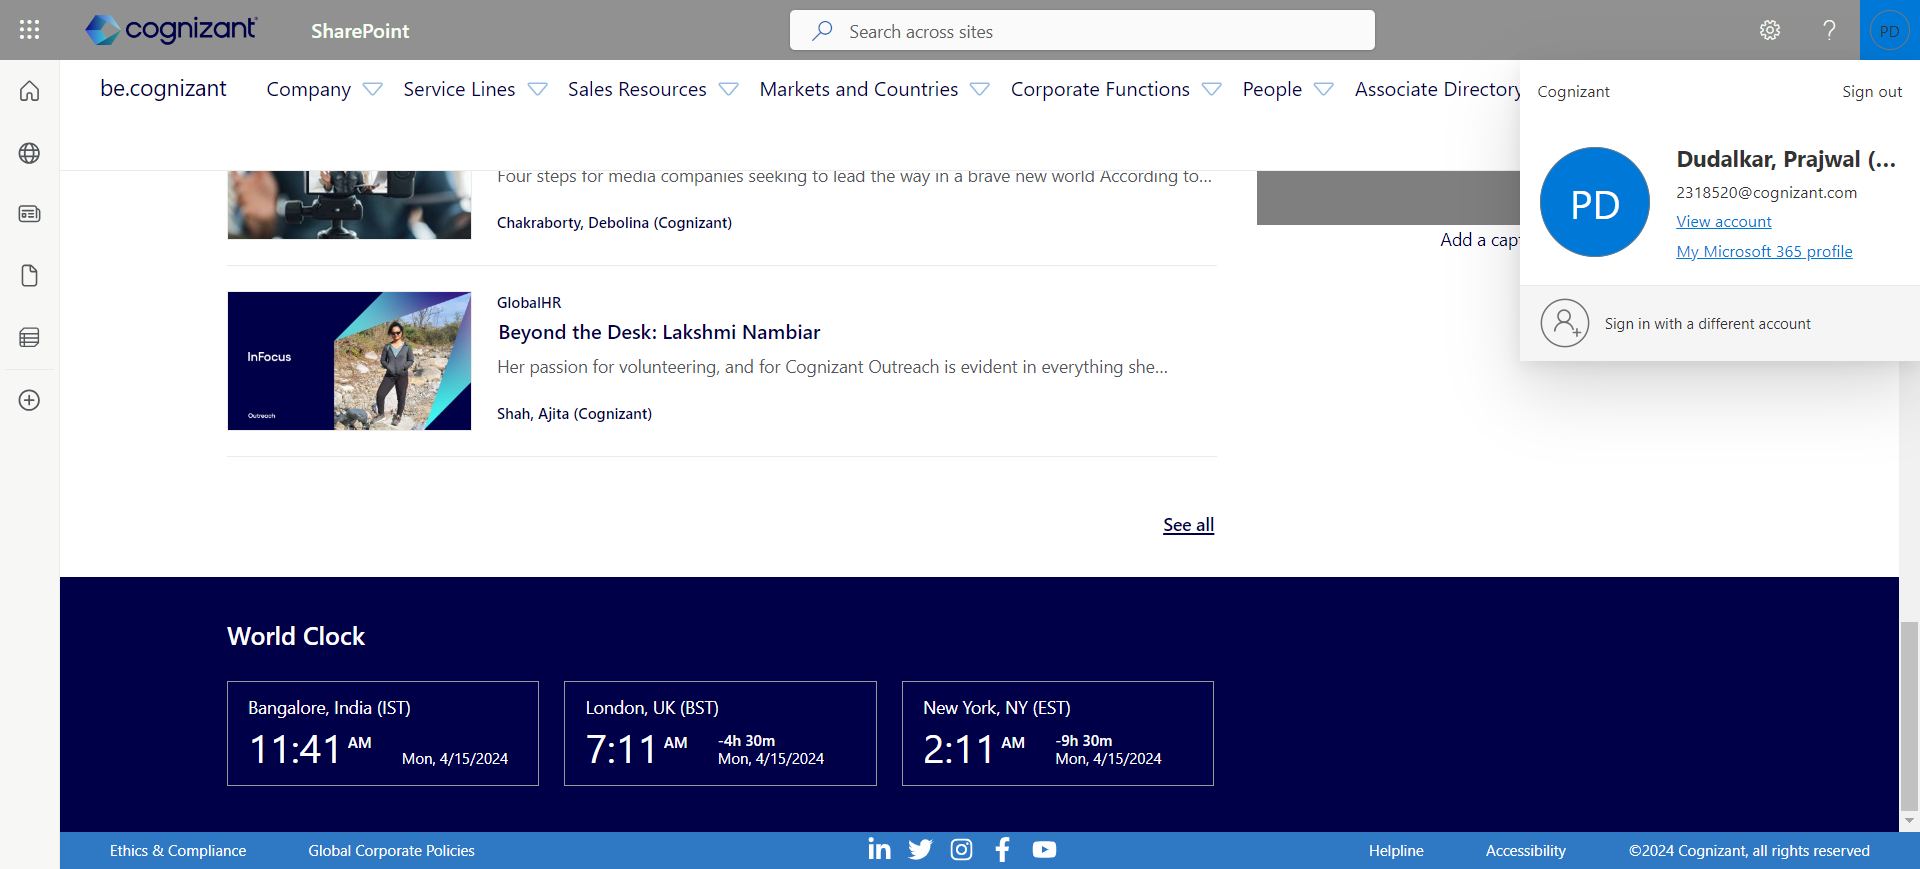 cognizant
SharePoint
Search across sites
PD
be.cognizant
Company
Service Lines
Sales Resources
Markets and Countries
Corporate Functions
People
Associate Directory
Cognizant
Sign out
PD
Dudalkar, Prajwal (...
2318520@cognizant.com
View account
My Microsoft 365 profile
Sign in with a different account
Four steps for media companies seeking to lead the way in a brave new world According to...
Chakraborty, Debolina (Cognizant)
Add a capt
InFocus
Outreach
GlobalHR
Beyond the Desk: Lakshmi Nambiar
Her passion for volunteering, and for Cognizant Outreach is evident in everything she...
Shah, Ajita (Cognizant)
See all
World Clock
Bangalore, India (IST)
11:41 AM
Mon, 4/15/2024
London, UK (BST)
7:11 AM
-4h 30m
Mon, 4/15/2024
New York, NY (EST)
2:11 AM
-9h 30m
Mon, 4/15/2024
Ethics & Compliance
Global Corporate Policies
Helpline
Accessibility
©2024 Cognizant, all rights reserved